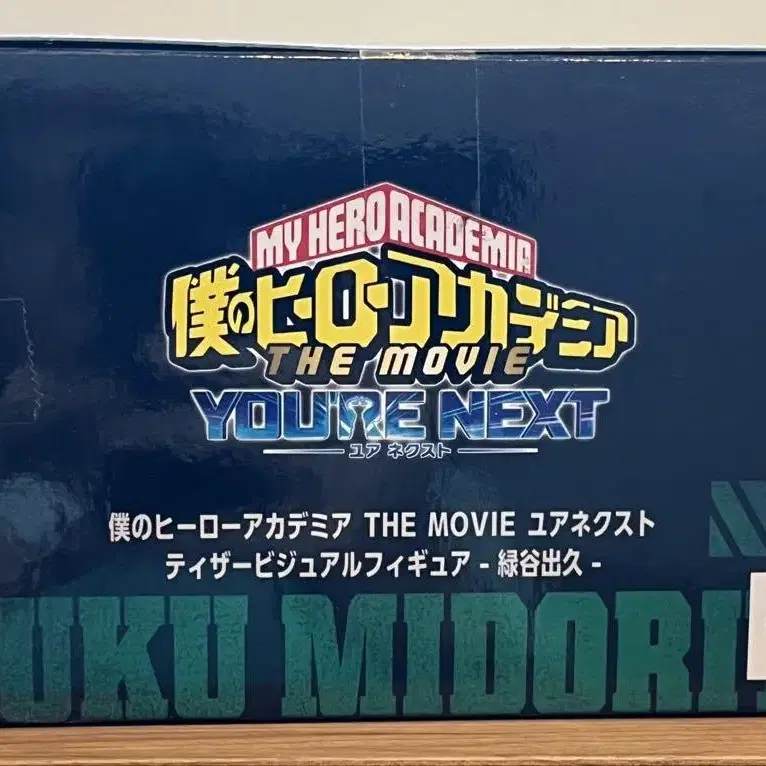 MY HERO ACADEMIA
僕のヒーローアカデミア
THE MOVIE
YOU'RE NEXT
ユア ネクスト
僕のヒーローアカデミア THE MOVIE ユアネクスト
ティザービジュアルフィギュア - 緑谷出久 -
UKU MIDORI